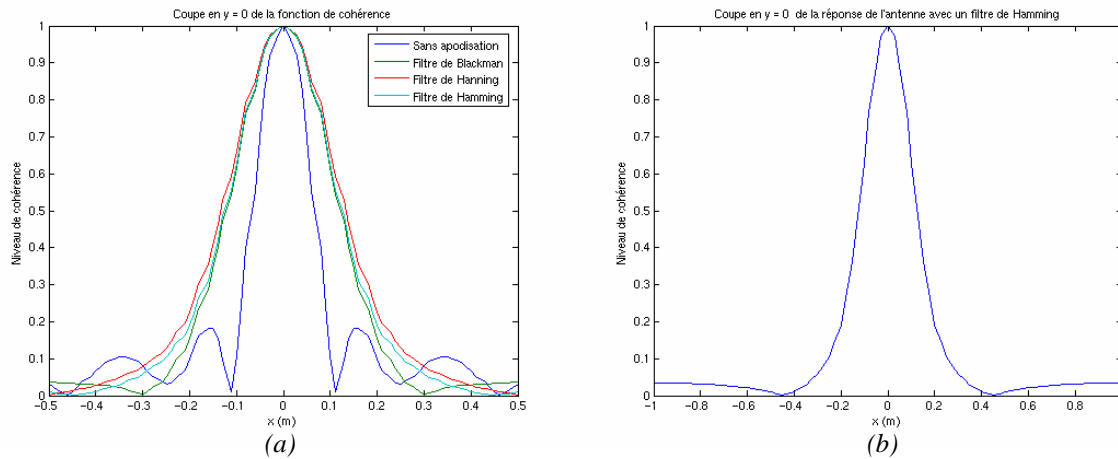 Coupe en y = 0 de la fonction de cohérence
Niveau de cohérence
1
0.9
0.8
0.7
0.6
0.5
0.4
0.3
0.2
0.1
0
Sans apodisation
Filtre de Blackman
Filtre de Hanning
Filtre de Hamming
−0.5 −0.4 −0.3 −0.2 −0.1 0 0.1 0.2 0.3 0.4 0.5
x (m)
(a)
Coupe en y = 0 de la réponse de l'antenne avec un filtre de Hamming
Niveau de cohérence
1
0.9
0.8
0.7
0.6
0.5
0.4
0.3
0.2
0.1
0
−1 −0.8 −0.6 −0.4 −0.2 0 0.2 0.4 0.6 0.8
x (m)
(b)